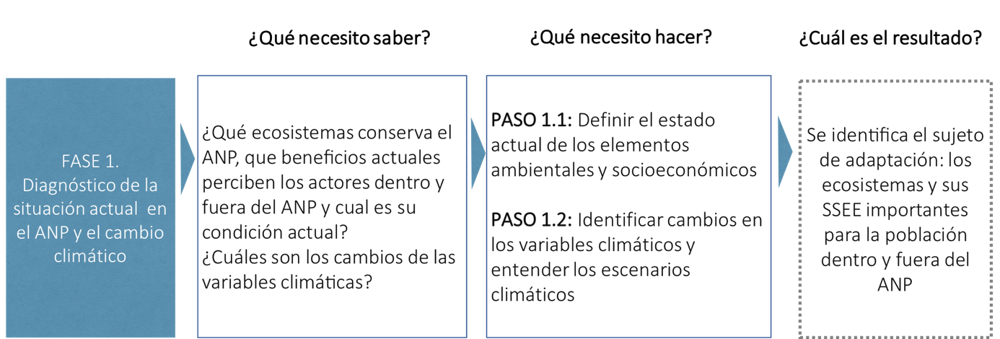 ¿Qué necesito saber?
¿Qué necesito hacer?
¿Cuál es el resultado?
FASE 1.
Diagnóstico de la
situación actual en
el ANP y el cambio
climático
¿Qué ecosistemas conserva el
ANP, que beneficios actuales
perciben los actores dentro y
fuera del ANP y cual es su
condición actual?
¿Cuáles son los cambios de las
variables climáticas?
PASO 1.1: Definir el estado
actual de los elementos
ambientales y socioeconómicos
PASO 1.2: Identificar cambios en
los variables climáticos y
entender los escenarios
climáticos
Se identifica el sujeto
de adaptación: los
ecosistemas y sus
SSEE importantes
para la población
dentro y fuera del
ANP